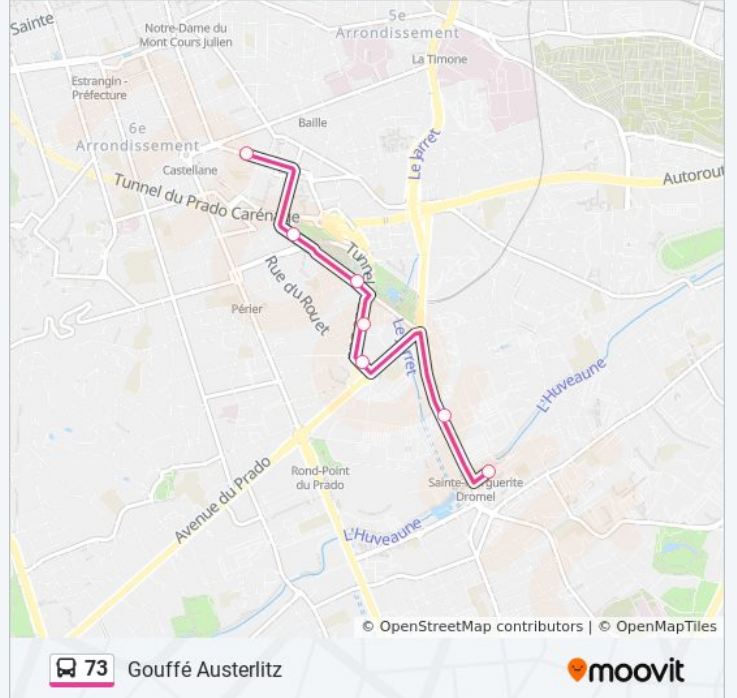 Sainte
Notre-Dame du
Mont Cours Julien
5e
Arrondissement
La Timone
Estrangin -
Préfecture
6e
Arrondissement
Baille
Castellane
Le Jarret
Autorout
Tunnel du Prado Carénage
Tunnel
Rue du Rouet
Périer
Le Jarret
L'Huveaune
Rond-Point
du Prado
Sainte-Marguerite
Dromel
Avenue du Prado
L'Huveaune
© OpenStreetMap contributors | © OpenMapTiles
73 Gouffé Austerlitz moovit